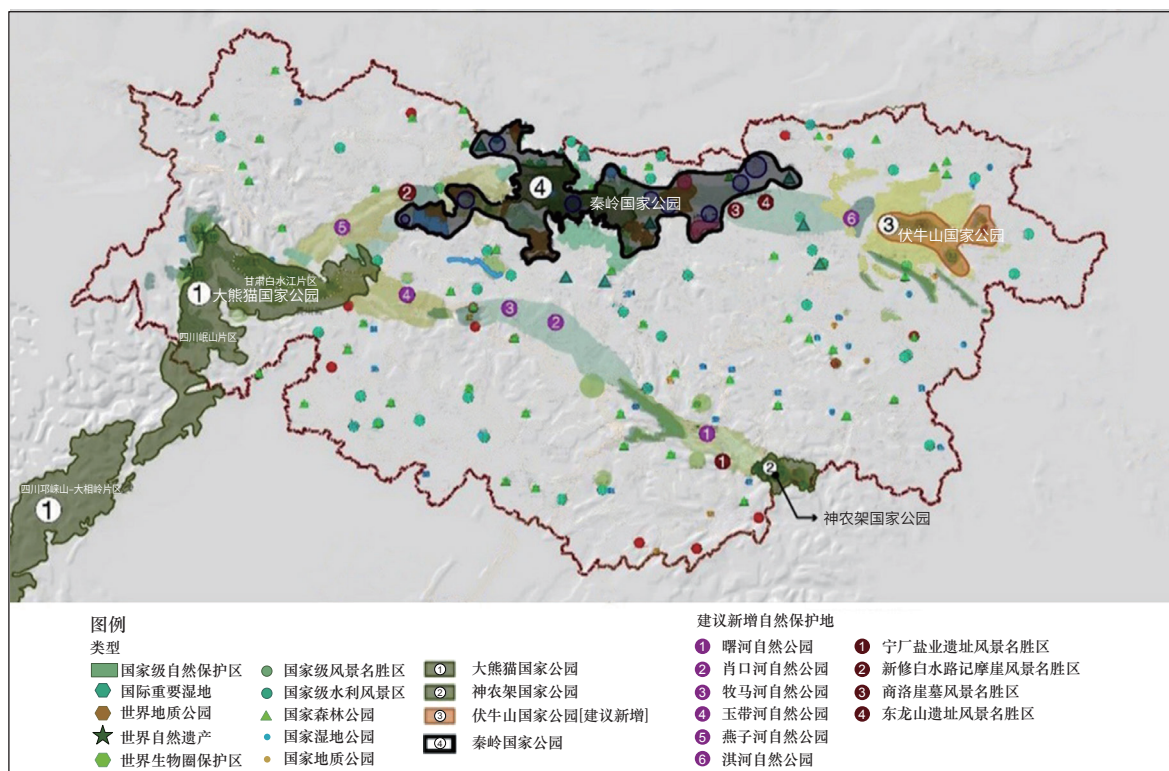 2
4
秦岭国家公园
3
4
6
3
伏牛山国家公园
5
甘肃白水江片区
1
大熊猫国家公园
4
3
2
四川岷山片区
1
1
2
四川邛崃山-大相岭片区
1
神农架国家公园
图例
类型
国家级自然保护区
国际重要湿地
世界地质公园
世界自然遗产
世界生物圈保护区
国家级风景名胜区
国家级水利风景区
国家森林公园
国家湿地公园
国家地质公园
① 大熊猫国家公园
② 神农架国家公园
③ 伏牛山国家公园[建议新增]
④ 秦岭国家公园
建议新增自然保护地
1 曙河自然公园
2 肖口河自然公园
3 牧马河自然公园
4 玉带河自然公园
5 燕子河自然公园
6 淇河自然公园
1 宁厂盐业遗址风景名胜区
2 新修白水路记摩崖风景名胜区
3 商洛崖墓风景名胜区
4 东龙山遗址风景名胜区